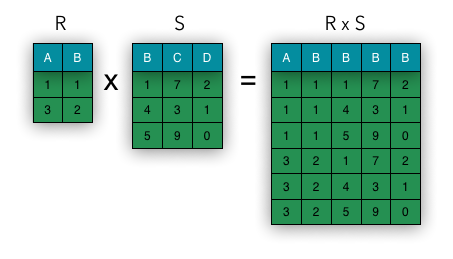 R S R x S
A B B C D A B B B B
1 1 x 1 7 2 = 1 1 1 7 2
3 2 4 3 1 1 1 4 3 1
5 9 0 1 1 5 9 0
3 2 1 7 2
3 2 4 3 1
3 2 5 9 0